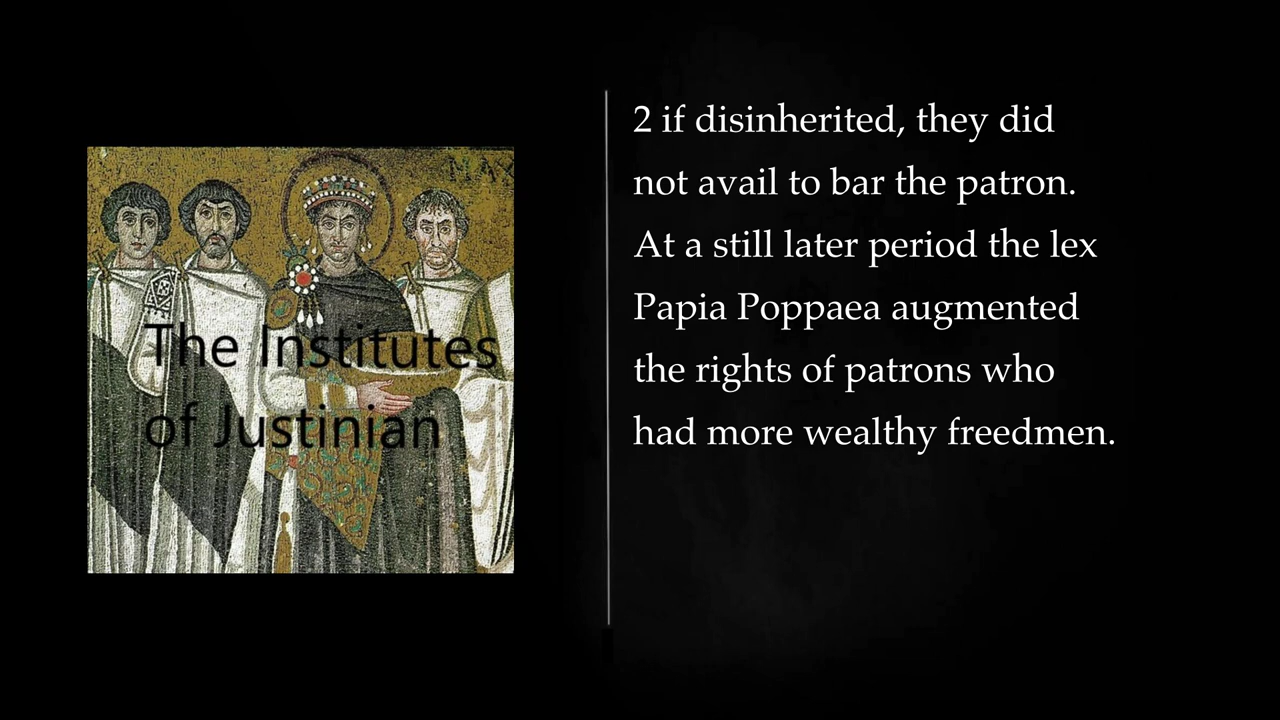 MAX
The Institutes
of Justinian
2 if disinherited, they did
not avail to bar the patron.
At a still later period the lex
Papia Poppaea augmented
the rights of patrons who
had more wealthy freedmen.